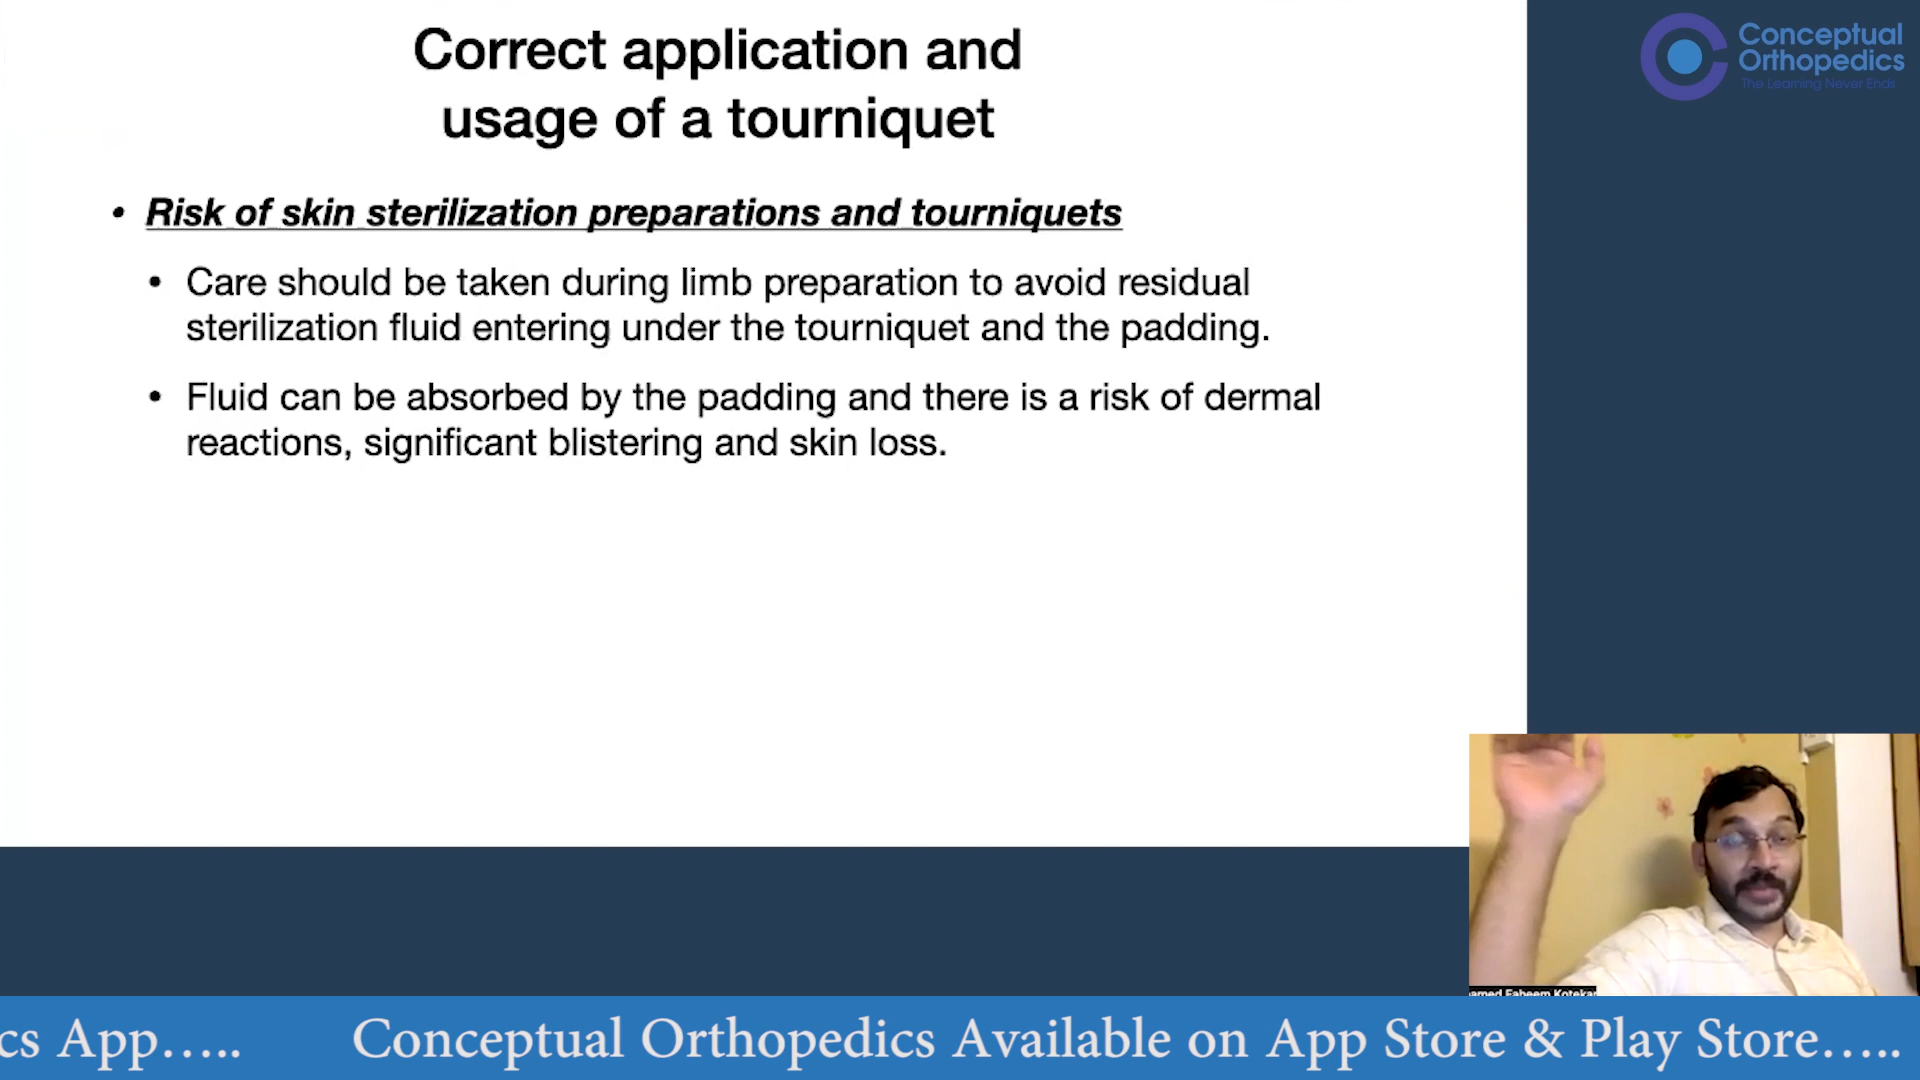 Correct application and
usage of a tourniquet
• Risk of skin sterilization preparations and tourniquets
• Care should be taken during limb preparation to avoid residual
sterilization fluid entering under the tourniquet and the padding.
• Fluid can be absorbed by the padding and there is a risk of dermal
reactions, significant blistering and skin loss.
Conceptual
Orthopedics
The Learning Never Ends
amed Faheem Kotekar
cs App..... Conceptual Orthopedics Available on App Store & Play Store.....